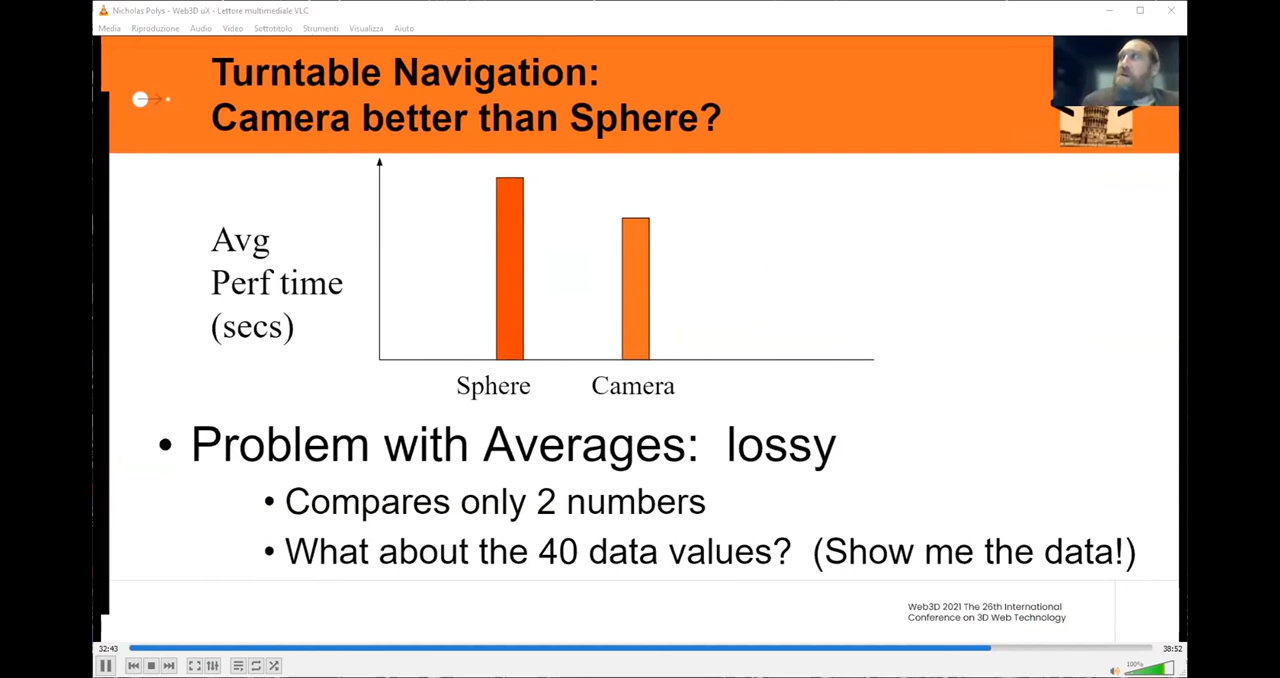 Nicholas Polys - Web3D uX - Lettore multimediale VLC
Media Riproduzione Audio Video Sottotitolo Strumenti Visualizza Aiuto
Turntable Navigation:
Camera better than Sphere?
Avg
Perf time
(secs)
Sphere Camera
• Problem with Averages: lossy
• Compares only 2 numbers
• What about the 40 data values? (Show me the data!)
Web3D 2021 The 26th International
Conference on 3D Web Technology
32:43 38:52
100%